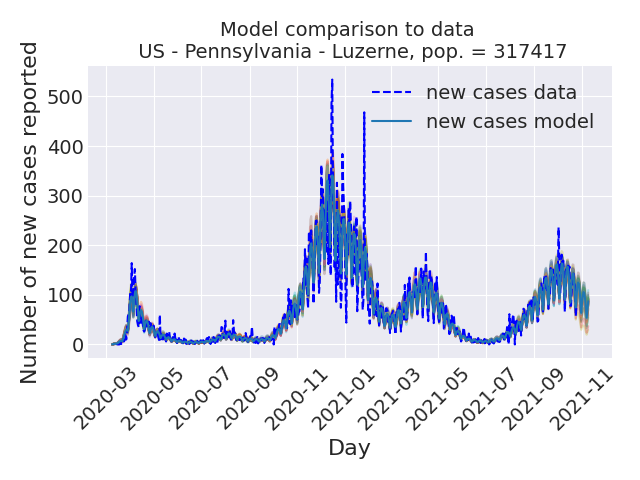 Model comparison to data
US - Pennsylvania - Luzerne, pop. = 317417
Number of new cases reported
500
400
300
200
100
0
new cases data
new cases model
2020-03
2020-05
2020-07
2020-09
2020-11
2021-01
2021-03
2021-05
2021-07
2021-09
2021-11
Day